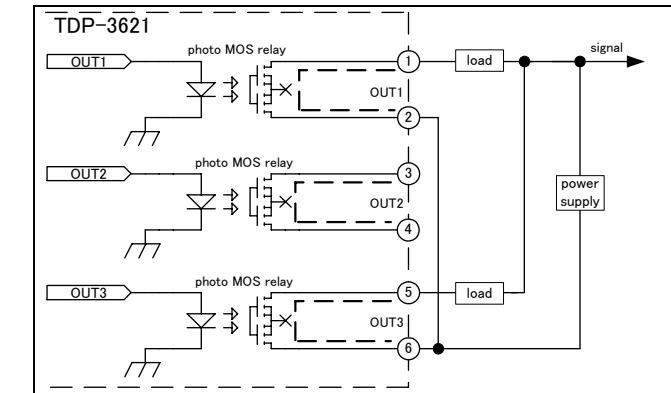 TDP-3621
photo MOS relay
OUT1
1
load
signal
OUT1
2
photo MOS relay
OUT2
3
OUT2
4
power
supply
photo MOS relay
OUT3
5
load
OUT3
6